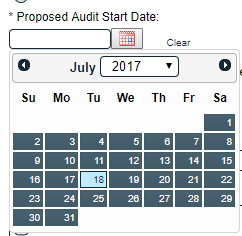 * Proposed Audit Start Date:
Clear
July 2017
Su Mo Tu We Th Fr Sa
1
2 3 4 5 6 7 8
9 10 11 12 13 14 15
16 17 18 19 20 21 22
23 24 25 26 27 28 29
30 31